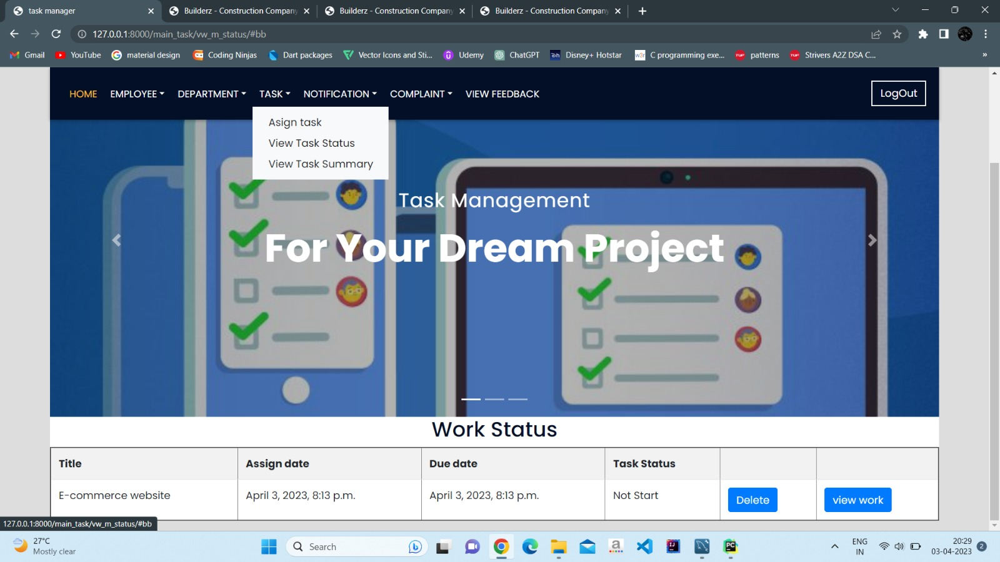 task manager
Builderz - Construction Company
Builderz - Construction Company
Builderz - Construction Company
127.0.0.1:8000/main_task/vw_m_status/#bb
Gmail YouTube material design Coding Ninjas Dart packages Vector Icons and Sti... Udemy ChatGPT Disney+ Hotstar C programming exe... patterns Strivers A2Z DSA C...
HOME EMPLOYEE DEPARTMENT TASK NOTIFICATION COMPLAINT VIEW FEEDBACK LogOut
Asign task
View Task Status
View Task Summary
Task Management
For Your Dream Project
Work Status
Title Assign date Due date Task Status
E-commerce website April 3, 2023, 8:13 p.m. April 3, 2023, 8:13 p.m. Not Start Delete view work
127.0.0.1:8000/main_task/vw_m_status/#bb
27°C
Mostly clear
Search
ENG
IN
20:29
03-04-2023
2